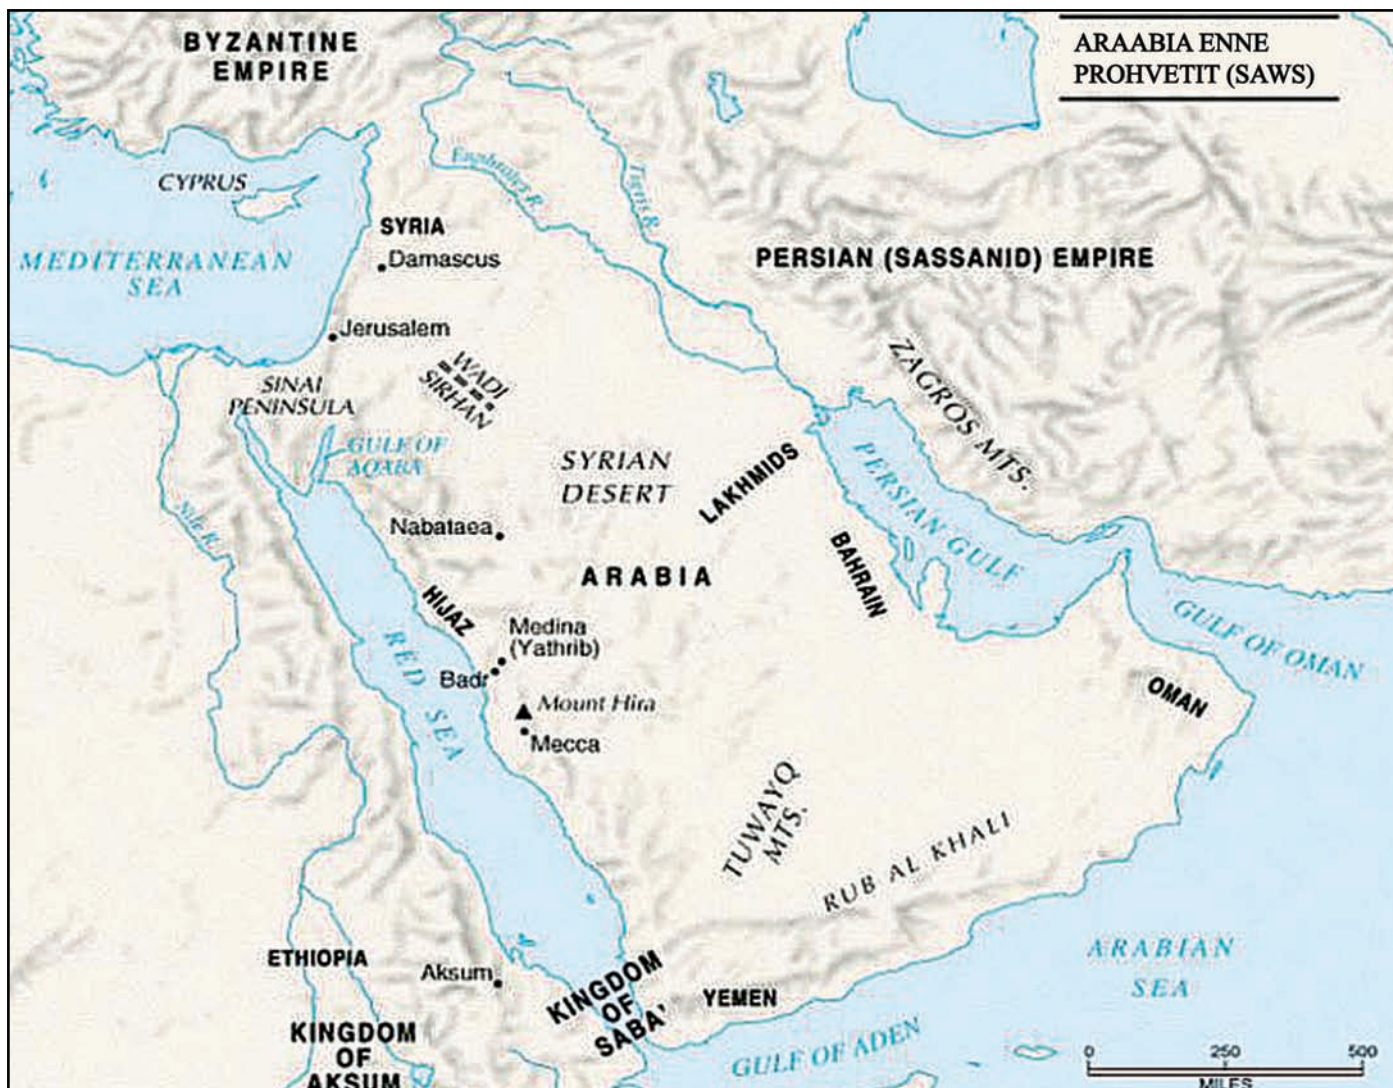 BYZANTINE
EMPIRE
ARAABIA ENNE
PROHVETIT (SAWS)
CYPRUS
Euphrates R.
Tigris R.
SYRIA
Damascus
MEDITERRANEAN
SEA
PERSIAN (SASSANID) EMPIRE
Jerusalem
WADI
SIRHAN
ZAGROS MTS.
SINAI
PENINSULA
GULF OF
AQABA
SYRIAN
DESERT
LAKHMIDS
PERSIAN GULF
Nile R.
Nabataea
ARABIA
BAHRAIN
HIJAZ
GULF OF OMAN
Medina
(Yathrib)
Badr
RED SEA
OMAN
Mount Hira
Mecca
TUWAYQ
MTS.
RUB AL KHALI
ARABIAN
SEA
ETHIOPIA
Aksum
KINGDOM
OF
SABA'
YEMEN
KINGDOM
OF
AKSUM
GULF OF ADEN
0 250 500
MILES